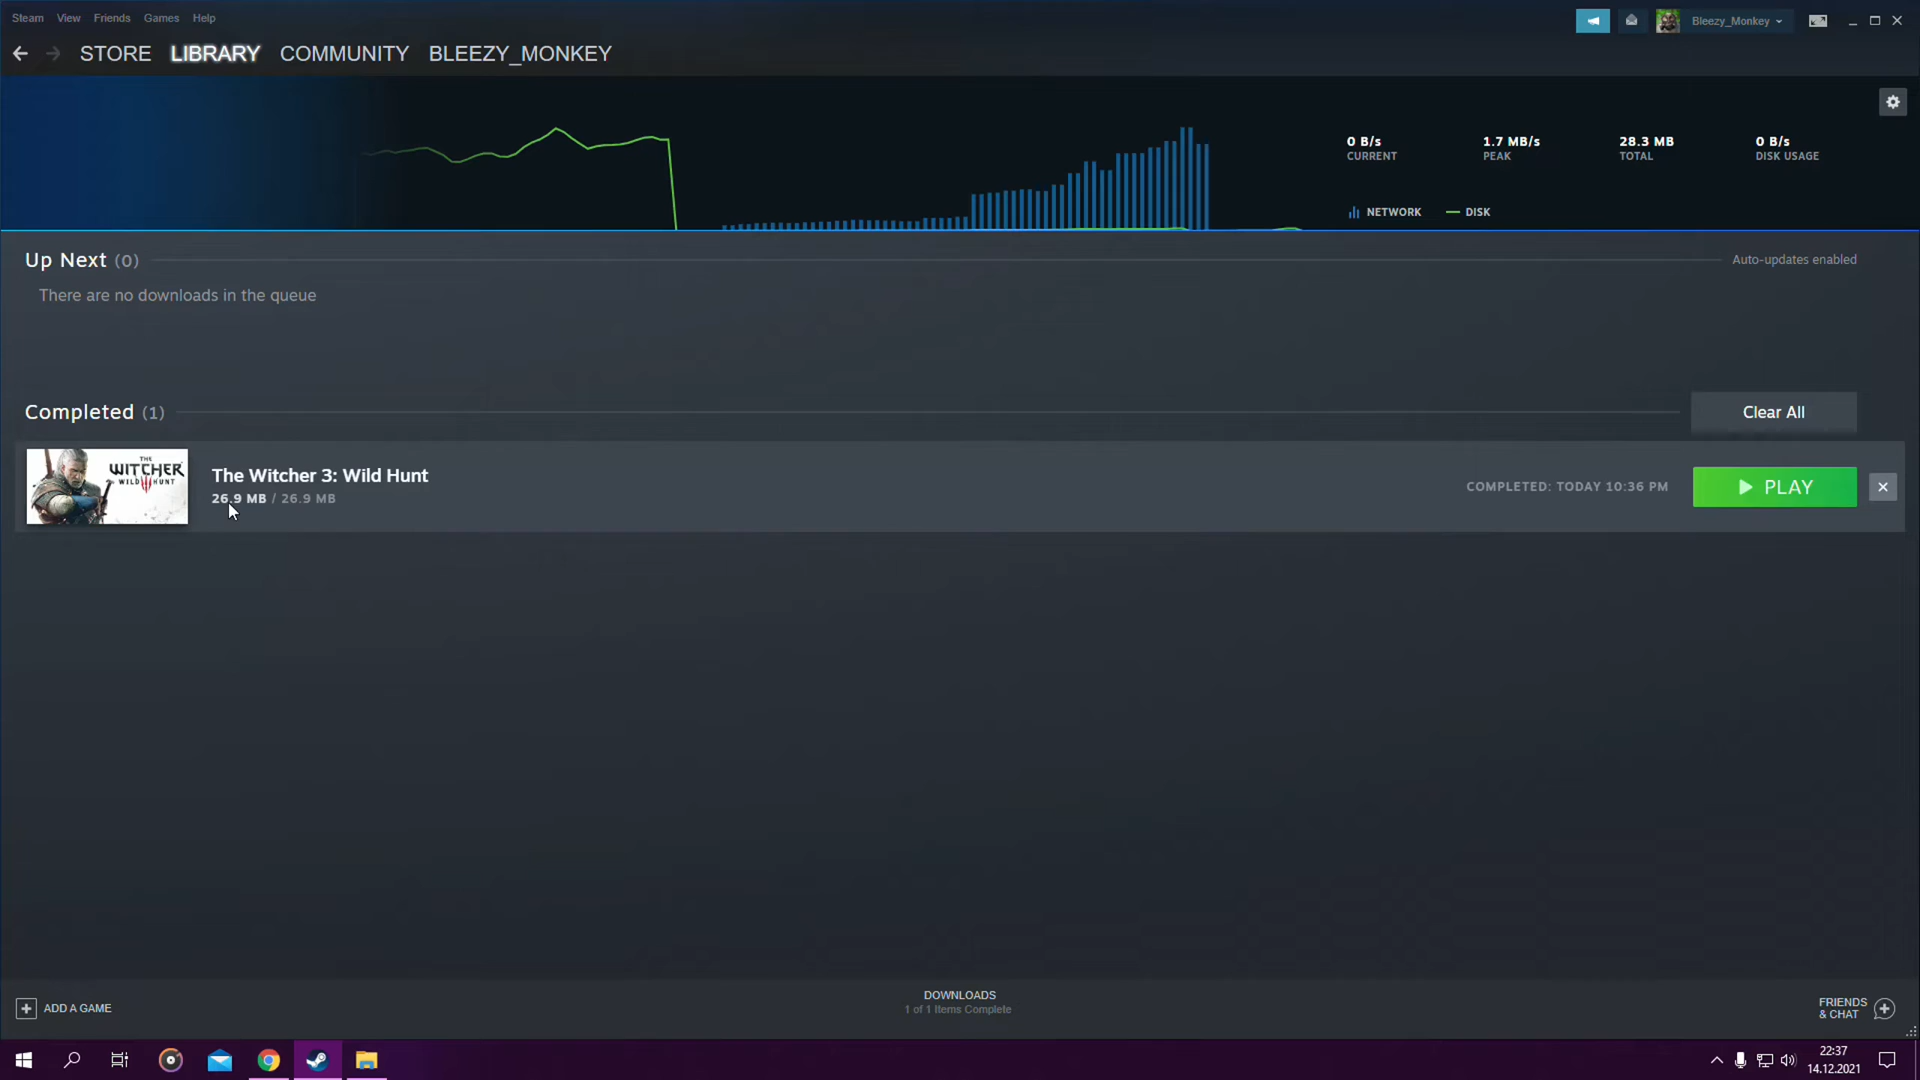 Steam View Friends Games Help
Bleezy_Monkey
STORE LIBRARY COMMUNITY BLEEZY_MONKEY
0 B/s 1.7 MB/s 28.3 MB 0 B/s
CURRENT PEAK TOTAL DISK USAGE
NETWORK DISK
Up Next (0) Auto-updates enabled
There are no downloads in the queue
Completed (1) Clear All
THE
WITCHER
WILD HUNT
The Witcher 3: Wild Hunt
26.9 MB / 26.9 MB
COMPLETED: TODAY 10:36 PM
PLAY
ADD A GAME
DOWNLOADS
1 of 1 Items Complete
FRIENDS
& CHAT
22:37
14.12.2021